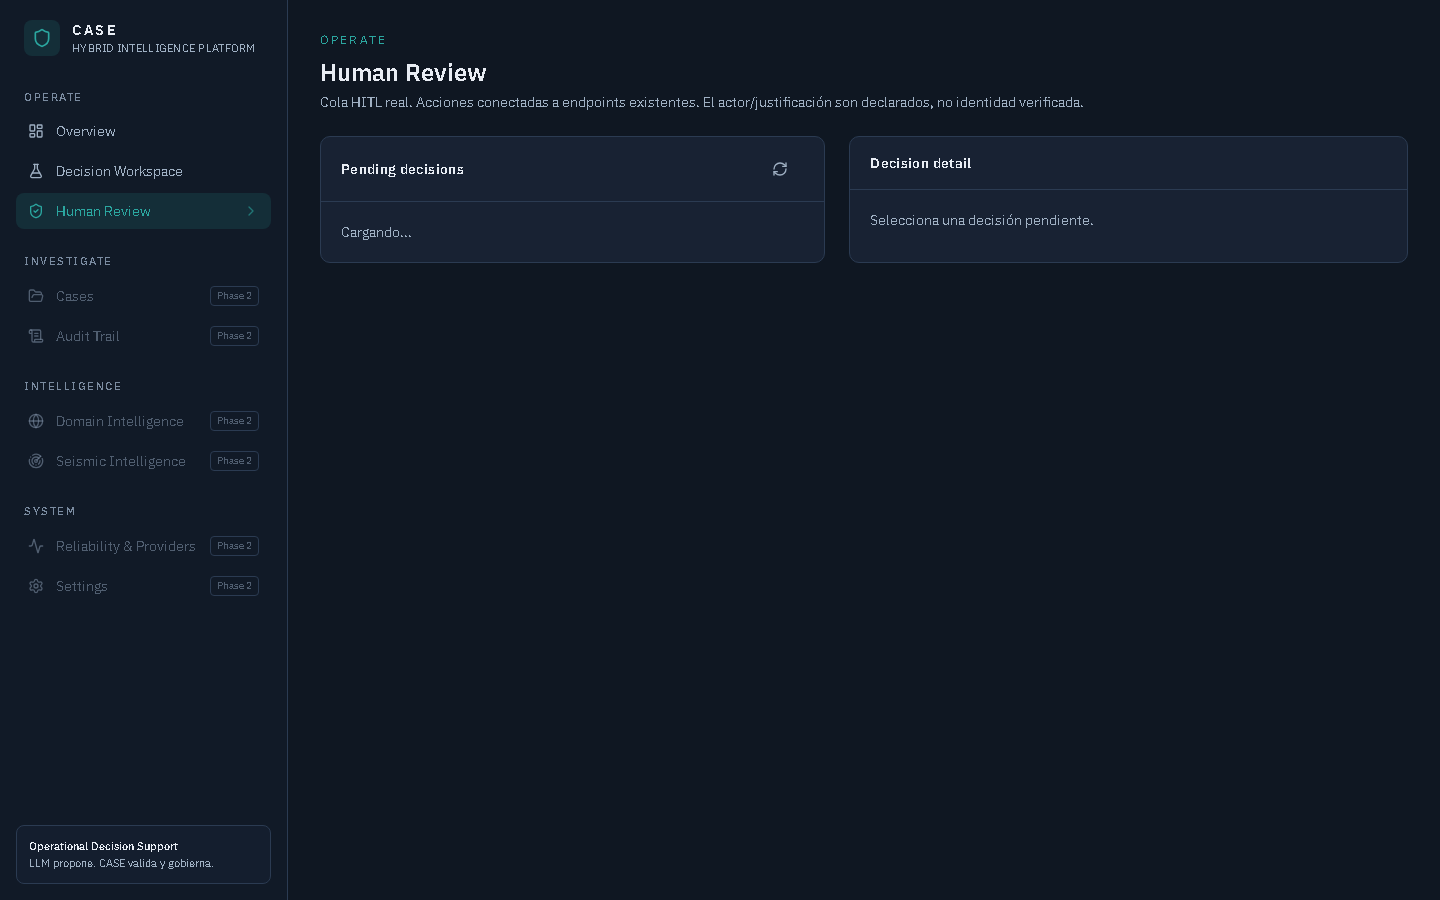 CASE
HYBRID INTELLIGENCE PLATFORM
OPERATE
Overview
Decision Workspace
Human Review
INVESTIGATE
Cases
Phase 2
Audit Trail
Phase 2
INTELLIGENCE
Domain Intelligence
Phase 2
Seismic Intelligence
Phase 2
SYSTEM
Reliability & Providers
Phase 2
Settings
Phase 2
Operational Decision Support
LLM propone. CASE valida y gobierna.
OPERATE
Human Review
Cola HITL real. Acciones conectadas a endpoints existentes. El actor/justificación son declarados, no identidad verificada.
Pending decisions
Cargando...
Decision detail
Selecciona una decisión pendiente.